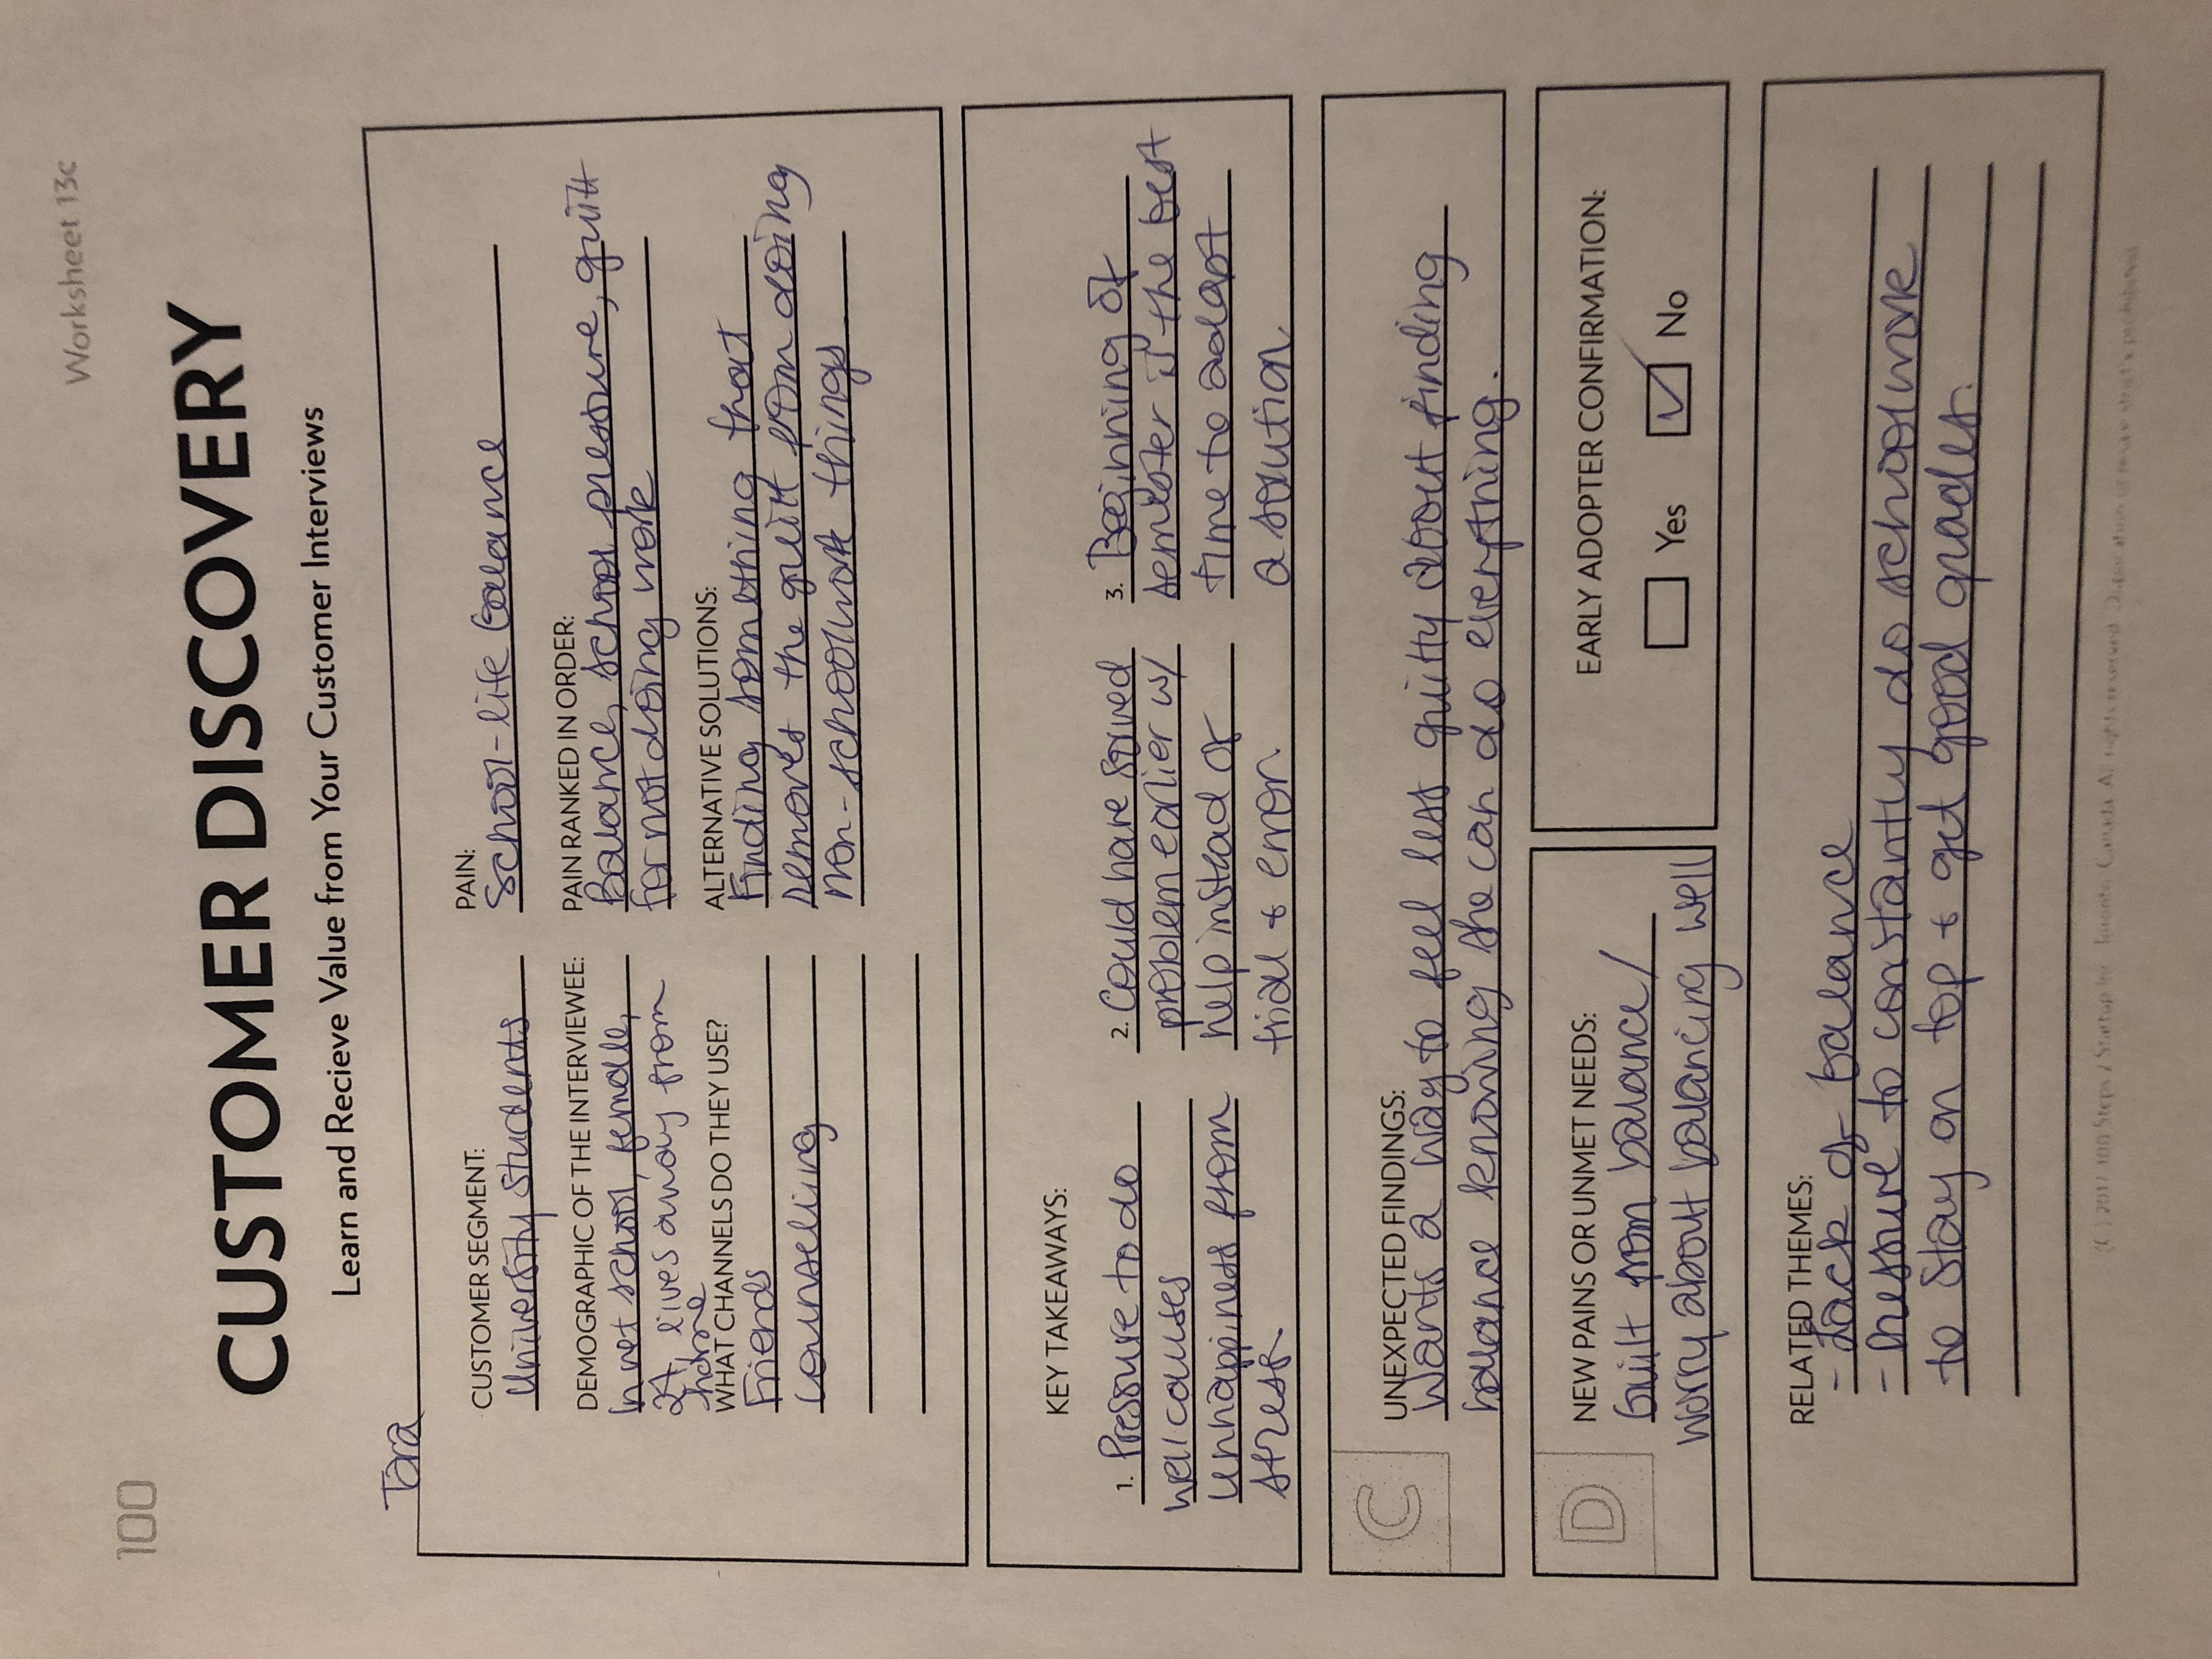 Worksheet 13c
100
CUSTOMER DISCOVERY
Learn and Recieve Value from Your Customer Interviews
Tara
CUSTOMER SEGMENT:
University Students
DEMOGRAPHIC OF THE INTERVIEWEE:
In vet school, female,
27, lives away from
home
WHAT CHANNELS DO THEY USE?
Friends
counselling
PAIN:
School-life balance
PAIN RANKED IN ORDER:
Balance, school pressure, guilt
for not doing work
ALTERNATIVE SOLUTIONS:
Finding something that
removes the guilt from doing
non-schoolwork things
KEY TAKEAWAYS:
1. Pressure to do
well causes
unhappiness from
stress
2. Could have solved
problem earlier w/
help instead of
trial + error.
3. Beginning of
semester is the best
time to adapt
a solution.
C
UNEXPECTED FINDINGS:
Wants a way to feel less guilty about finding
balance knowing she can do everything.
D
NEW PAINS OR UNMET NEEDS:
Guilt from balance/
worry about balancing well
EARLY ADOPTER CONFIRMATION:
Yes ✓ No
RELATED THEMES:
- Lack of balance
- Pressure to constantly do schoolwork
to stay on top + get good grades.
(C) 2017 100 Steps 2 Startup Inc. Toronto, Canada. All rights reserved. Duplication of strictly prohibited